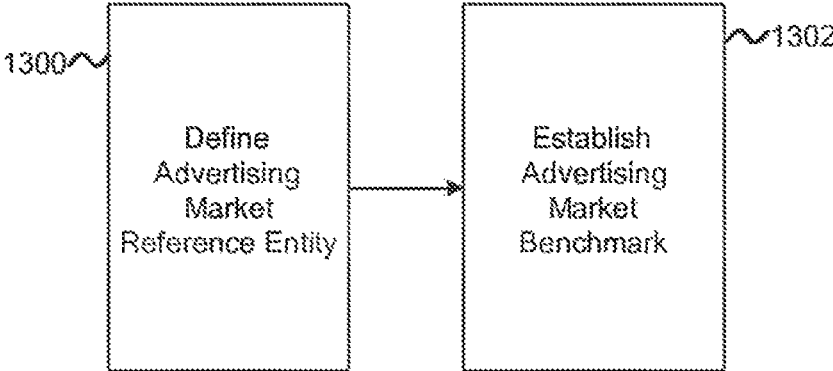 1300
Define
Advertising
Market
Reference Entity
1302
Establish
Advertising
Market
Benchmark